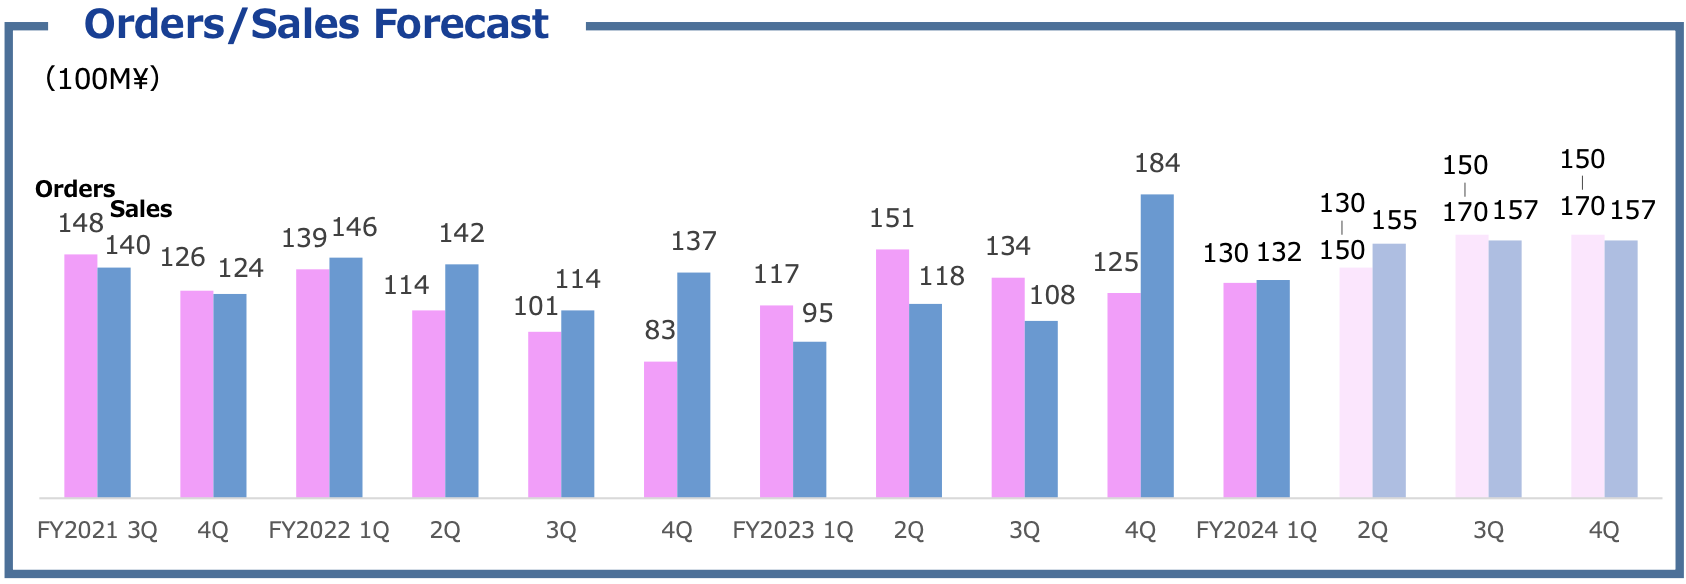 Orders/Sales Forecast
（100M¥）
Orders
Sales
148
140
126
124
139
146
114
142
101
114
83
137
117
95
151
118
134
108
125
184
130
132
130
150
155
150
170
157
150
170
157
FY2021 3Q
4Q
FY2022 1Q
2Q
3Q
4Q
FY2023 1Q
2Q
3Q
4Q
FY2024 1Q
2Q
3Q
4Q